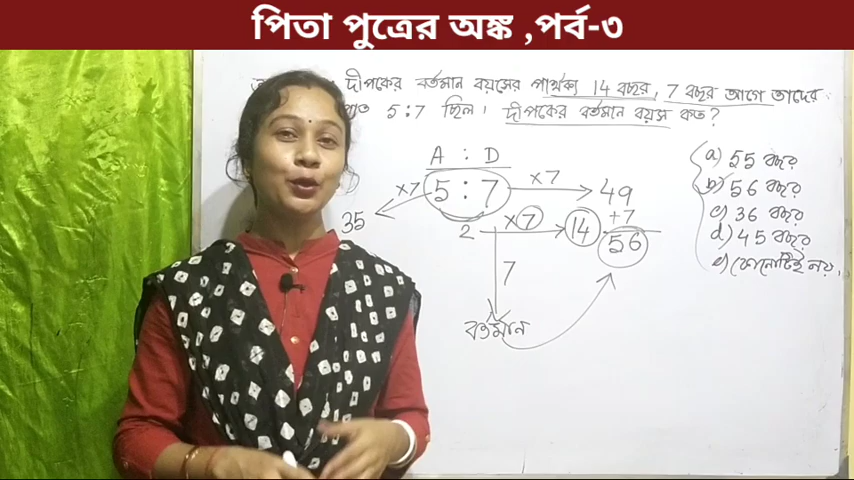 পিতা পুত্রের অঙ্ক ,পর্ব-৩
দীপকের বর্তমান বয়সের পার্থক্য 14 বছর, 7 বছর আগে তাদের
5:7 ছিল। দীপকের বর্তমান বয়স কত?
A : D
5 : 7
×7
×7
49
+7
56
35
2
×7
14
7
বর্তমান
a) 55 বছর
b) 56 বছর
c) 36 বছর
d) 45 বছর
e) কোনোটিই নয়।